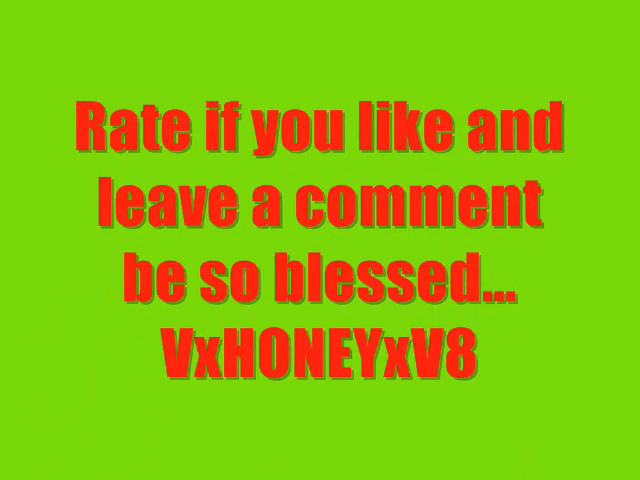 Rate if you like and
leave a comment
be so blessed...
VxHONEYxV8